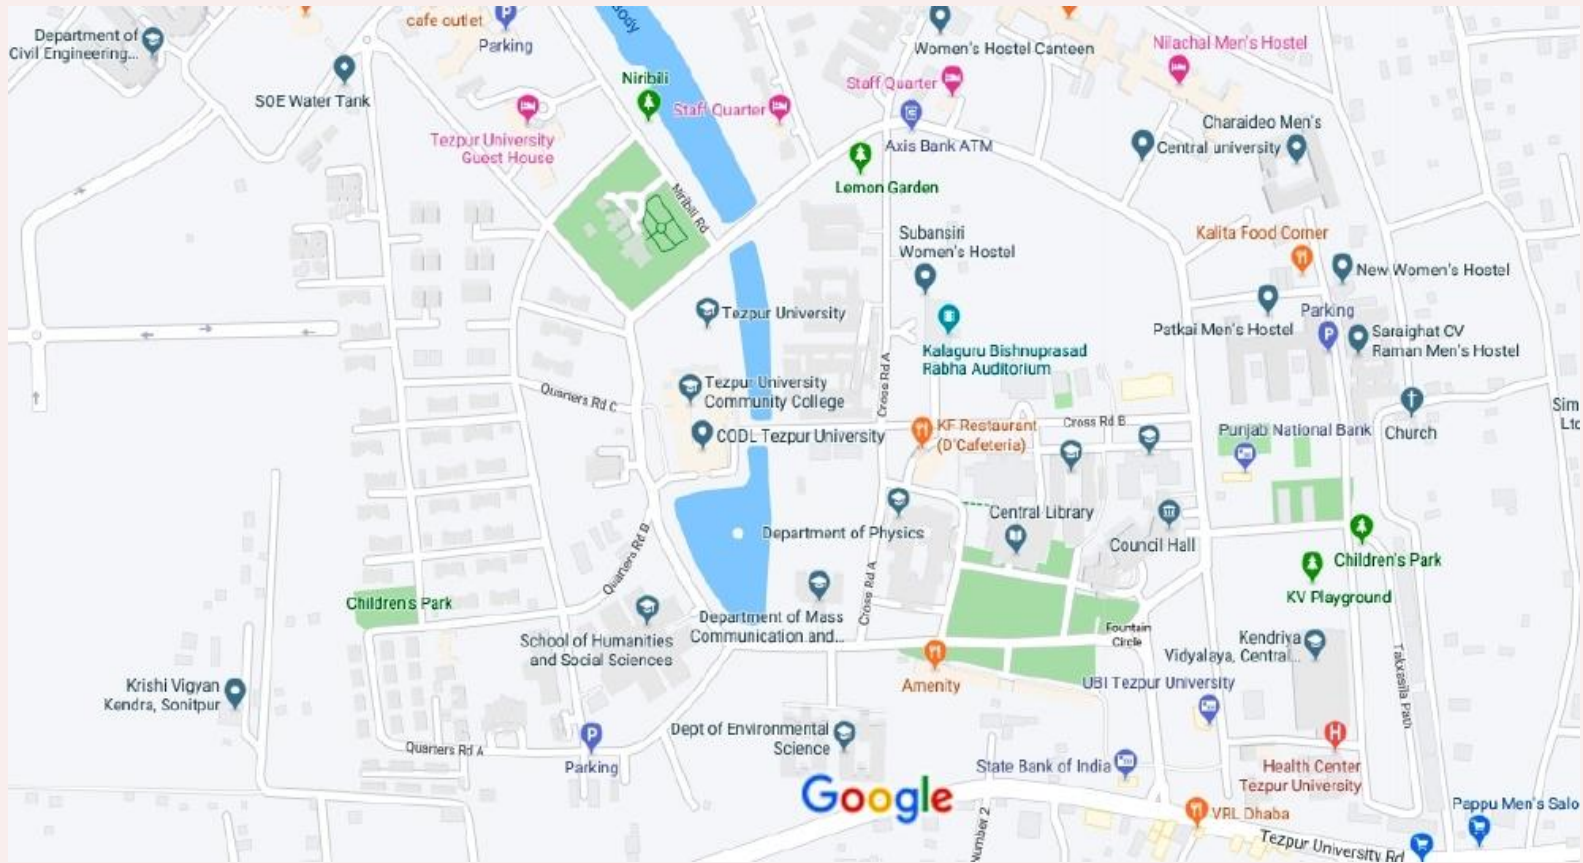 cafe outlet
Parking
Department of
Civil Engineering...
SOE Water Tank
Niribili
Staff Quarter
Tezpur University
Guest House
Women's Hostel Canteen
Staff Quarter
Nilachal Men's Hostel
Axis Bank ATM
Charaideo Men's
Central university
Lemon Garden
Niribili Rd
Subansiri
Women's Hostel
Kalita Food Corner
New Women's Hostel
Patkai Men's Hostel
Parking
Saraighat CV
Raman Men's Hostel
Tezpur University
Kalaguru Bishnuprasad
Rabha Auditorium
Cross Rd A
Tezpur University
Community College
Quarters Rd C
CODL Tezpur University
KF Restaurant
(D'Cafeteria)
Cross Rd B
Punjab National Bank
Church
Sim
Ltd
Central Library
Department of Physics
Council Hall
Children's Park
KV Playground
Quarters Rd B
Children's Park
Cross Rd A
Department of Mass
Communication and...
School of Humanities
and Social Sciences
Fountain
Circle
Kendriya
Vidyalaya, Central...
Takxasila Path
Amenity
UBI Tezpur University
Krishi Vigyan
Kendra, Sonitpur
Quarters Rd A
Parking
Dept of Environmental
Science
State Bank of India
Health Center
Tezpur University
Google
VRL Dhaba
Number 2
Tezpur University Rd
Pappu Men's Salo